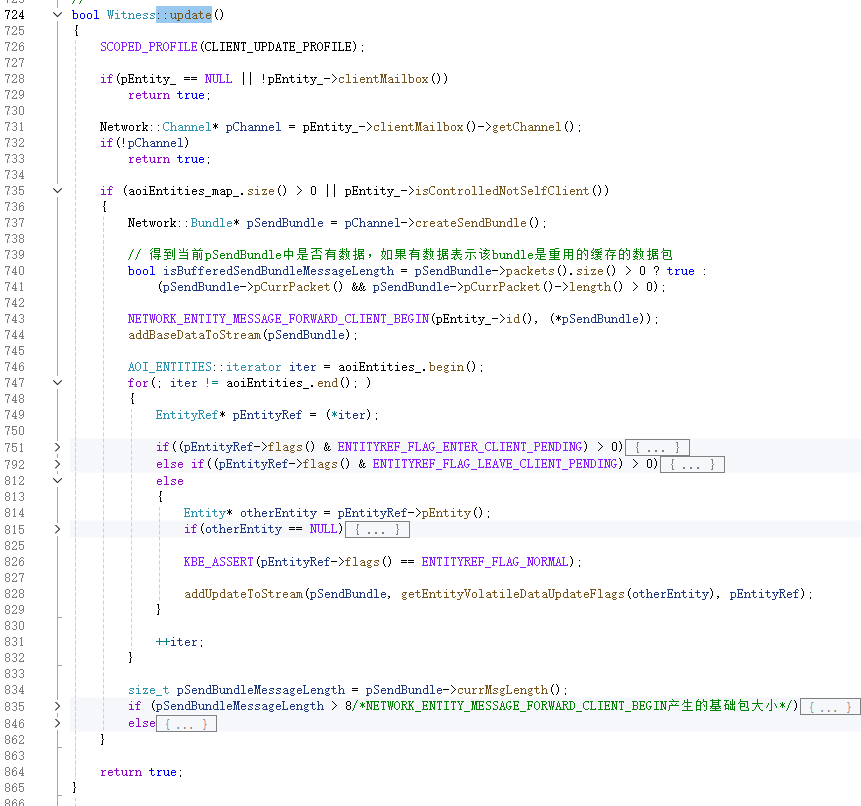 723 //
724 bool Witness::update()
725 {
726 SCOPED_PROFILE(CLIENT_UPDATE_PROFILE);
727
728 if(pEntity_ == NULL || !pEntity_->clientMailbox())
729 return true;
730
731 Network::Channel* pChannel = pEntity_->clientMailbox()->getChannel();
732 if(!pChannel)
733 return true;
734
735 if (aoiEntities_map_.size() > 0 || pEntity_->isControlledNotSelfClient())
736 {
737 Network::Bundle* pSendBundle = pChannel->createSendBundle();
738
739 // 得到当前pSendBundle中是否有数据，如果有数据表示该bundle是重用的缓存的数据包
740 bool isBufferedSendBundleMessageLength = pSendBundle->packets().size() > 0 ? true :
741 (pSendBundle->pCurrPacket() && pSendBundle->pCurrPacket()->length() > 0);
742
743 NETWORK_ENTITY_MESSAGE_FORWARD_CLIENT_BEGIN(pEntity_->id(), (*pSendBundle));
744 addBaseDataToStream(pSendBundle);
745
746 AOI_ENTITIES::iterator iter = aoiEntities_.begin();
747 for(; iter != aoiEntities_.end(); )
748 {
749 EntityRef* pEntityRef = (*iter);
750
751 if((pEntityRef->flags() & ENTITYREF_FLAG_ENTER_CLIENT_PENDING) > 0) { ... }
792 else if((pEntityRef->flags() & ENTITYREF_FLAG_LEAVE_CLIENT_PENDING) > 0) { ... }
812 else
813 {
814 Entity* otherEntity = pEntityRef->pEntity();
815 if(otherEntity == NULL) { ... }
825
826 KBE_ASSERT(pEntityRef->flags() == ENTITYREF_FLAG_NORMAL);
827
828 addUpdateToStream(pSendBundle, getEntityVolatileDataUpdateFlags(otherEntity), pEntityRef);
829 }
830
831 ++iter;
832 }
833
834 size_t pSendBundleMessageLength = pSendBundle->currMsgLength();
835 if (pSendBundleMessageLength > 8/*NETWORK_ENTITY_MESSAGE_FORWARD_CLIENT_BEGIN产生的基础包大小*/) { ... }
846 else { ... }
862 }
863
864 return true;
865 }
866